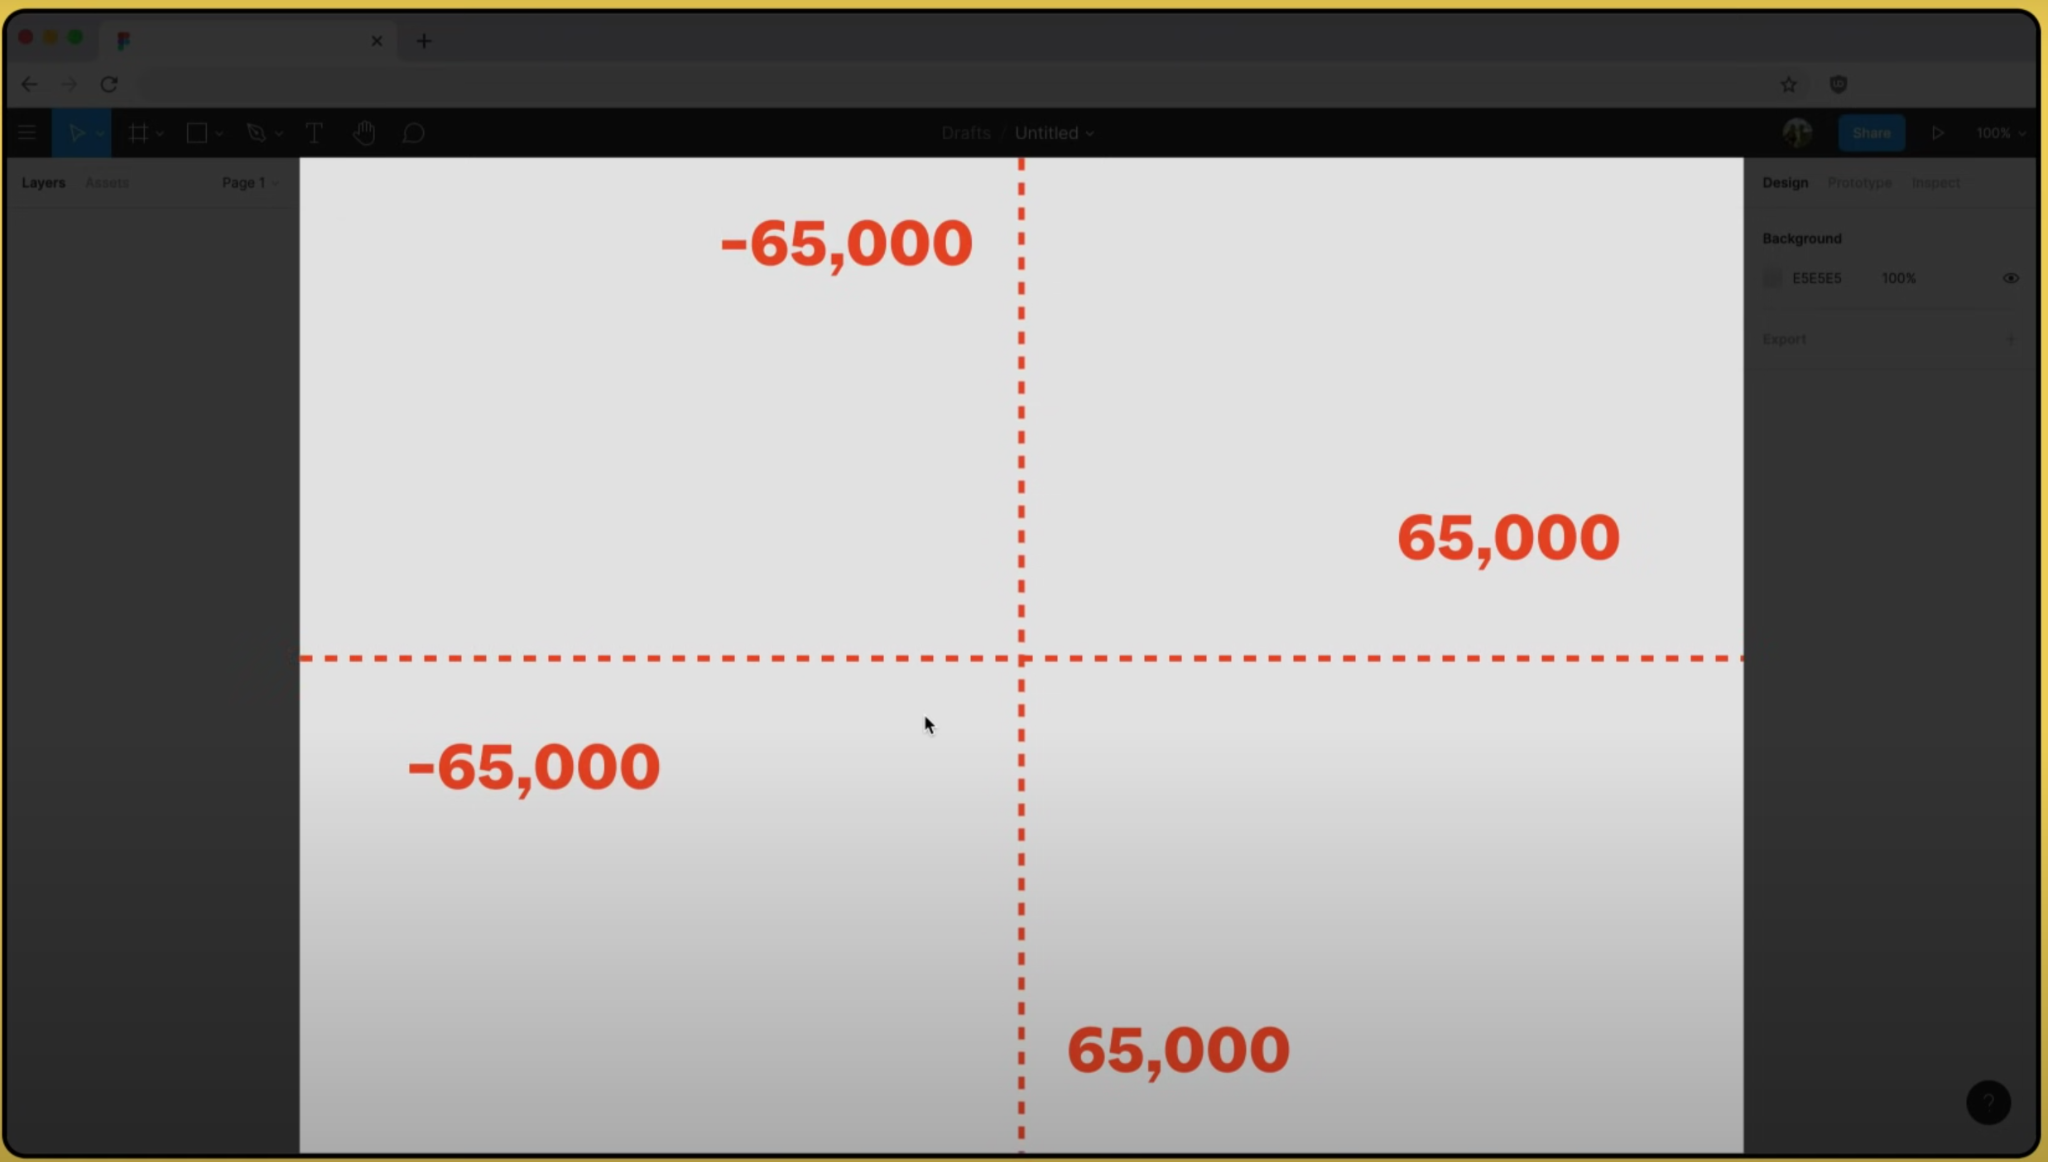 Drafts / Untitled
Share
100%
Layers Assets Page 1
Design Prototype Inspect
-65,000
Background
E5E5E5 100%
Export
65,000
-65,000
65,000
?